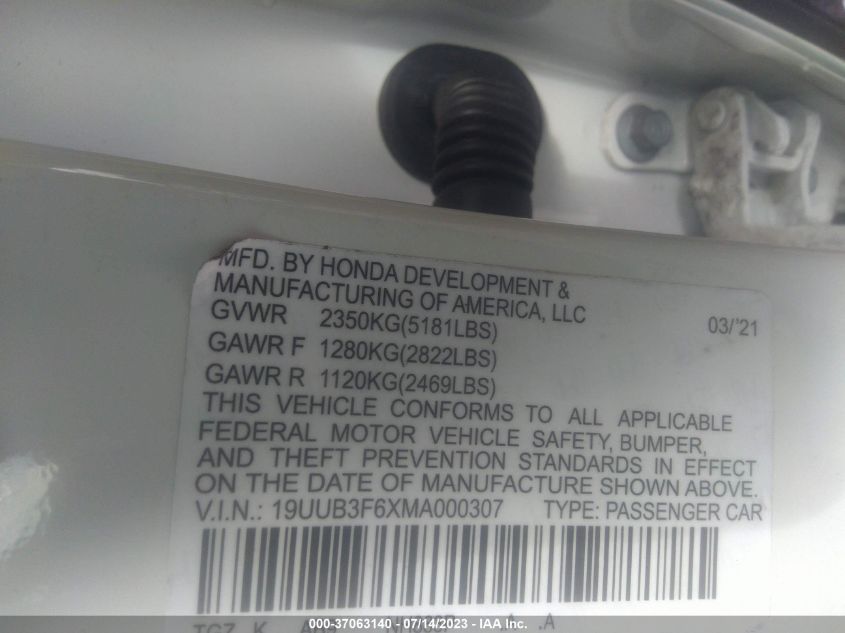 MFD. BY HONDA DEVELOPMENT &
MANUFACTURING OF AMERICA, LLC
GVWR 2350KG(5181LBS) 03/'21
GAWR F 1280KG(2822LBS)
GAWR R 1120KG(2469LBS)
THIS VEHICLE CONFORMS TO ALL APPLICABLE
FEDERAL MOTOR VEHICLE SAFETY, BUMPER,
AND THEFT PREVENTION STANDARDS IN EFFECT
ON THE DATE OF MANUFACTURE SHOWN ABOVE.
V.I.N.: 19UUB3F6XMA000307 TYPE: PASSENGER CAR
000-37063140 - 07/14/2023 - IAA Inc.